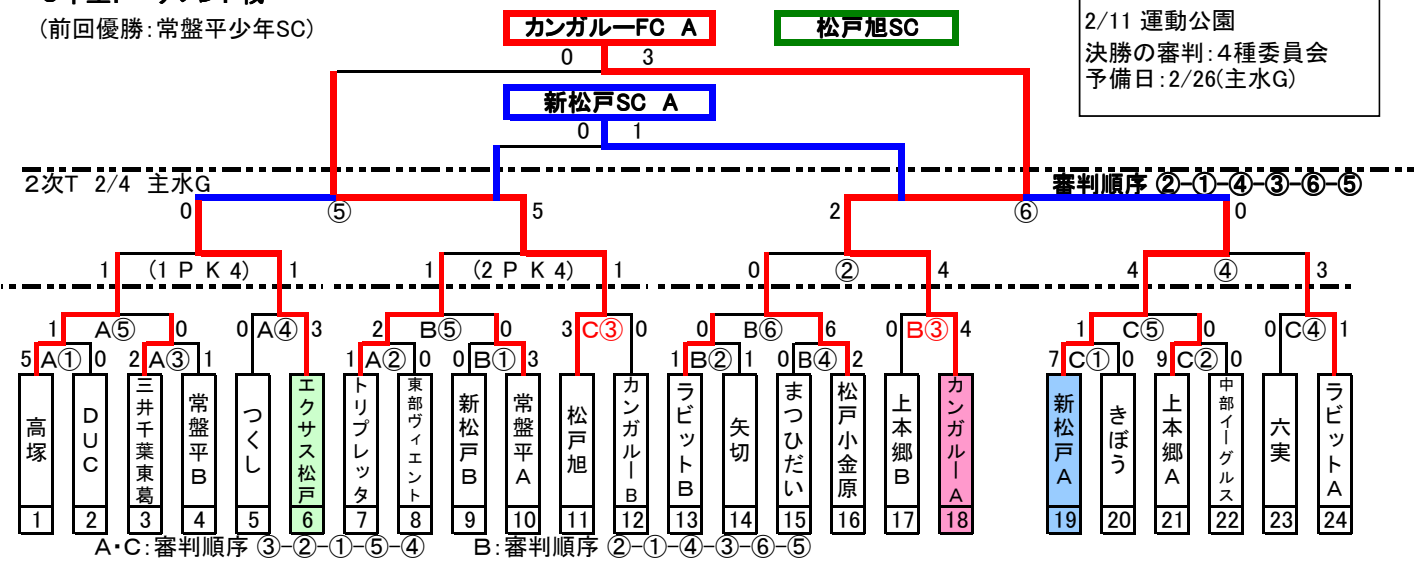 (前回優勝:常盤平少年SC)
カンガルーFC A
松戸旭SC
2/11 運動公園
決勝の審判:4種委員会
予備日:2/26(主水G)
0 3
新松戸SC A
0 1
2次T 2/4 主水G
審判順序 ②-①-④-③-⑥-⑤
0 ⑤ 5 2 ⑥ 0
1 (1 P K 4) 1 1 (2 P K 4) 1 0 ② 4 4 ④ 3
1 A⑤ 0 0 A④ 3 2 B⑤ 0 3 C③ 0 0 B⑥ 6 0 B③ 4 1 C⑤ 0 0 C④ 1
5 A① 0 2 A③ 1 1 A② 0 0 B① 3 1 B② 1 0 B④ 2 7 C① 0 9 C② 0
高塚
DUC
三井千葉東葛
常盤平B
つくし
エクサス松戸
トリプレッタ
東部ヴィエント
新松戸B
常盤平A
松戸旭
カンガルーB
ラビットB
矢切
まつひだい
松戸小金原
上本郷B
カンガルーA
新松戸A
きぼう
上本郷A
中部イーグルス
六実
ラビットA
1 2 3 4 5 6 7 8 9 10 11 12 13 14 15 16 17 18 19 20 21 22 23 24
A・C:審判順序 ③-②-①-⑤-④ B:審判順序 ②-①-④-③-⑥-⑤